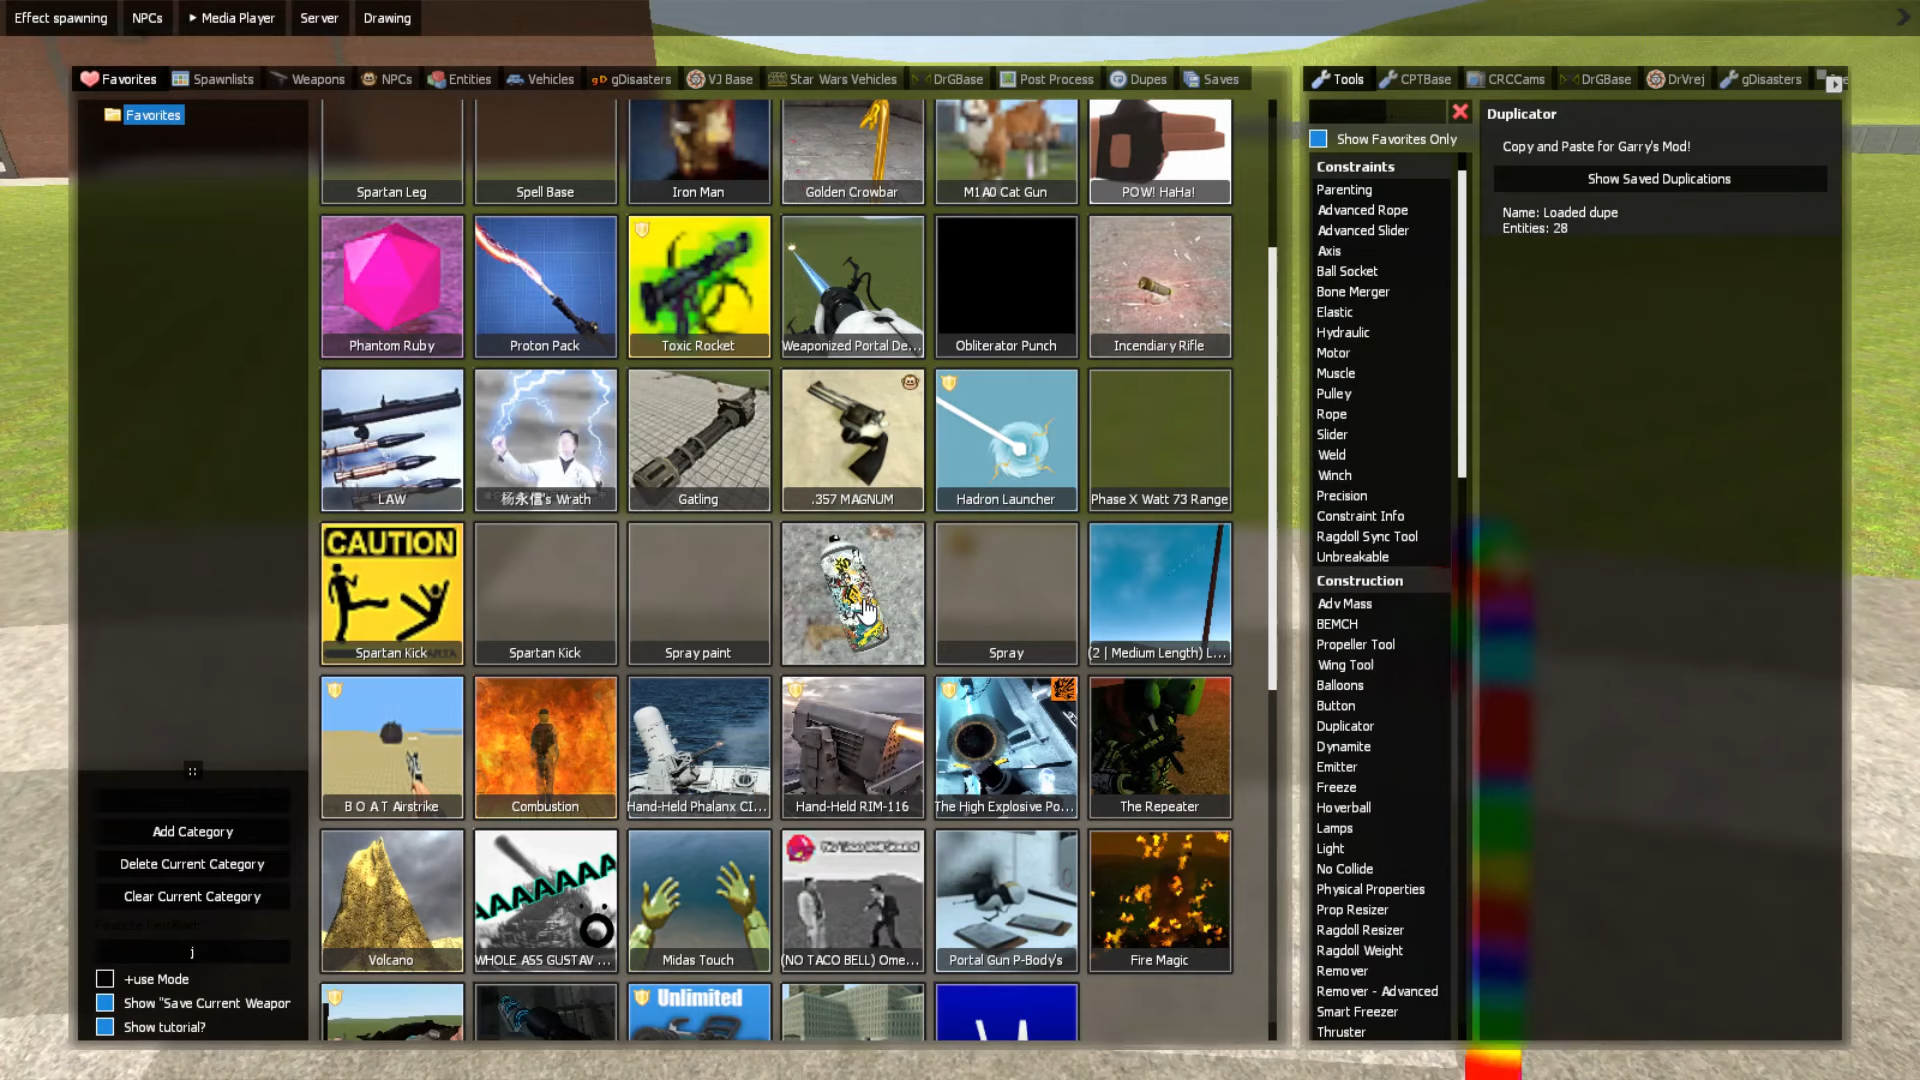 Effect spawning
NPCs
Media Player
Server
Drawing
Favorites
Spawnlists
Weapons
NPCs
Entities
Vehicles
gDisasters
VJ Base
Star Wars Vehicles
DrGBase
Post Process
Dupes
Saves
Tools
CPTBase
CRCCams
DrGBase
DrVrej
gDisasters
Favorites
Spartan Leg
Spell Base
Iron Man
Golden Crowbar
M1A0 Cat Gun
POW! HaHa!
Phantom Ruby
Proton Pack
Toxic Rocket
Weaponized Portal De...
Obliterator Punch
Incendiary Rifle
LAW
杨永信's Wrath
Gatling
.357 MAGNUM
Hadron Launcher
Phase X Watt 73 Range
CAUTION
Spartan Kick
Spartan Kick
Spray paint
Spray
(2 | Medium Length) L...
B O A T Airstrike
Combustion
Hand-Held Phalanx CI...
Hand-Held RIM-116
The High Explosive Po...
The Repeater
Volcano
AAAAAAA
WHOLE ASS GUSTAV ...
Midas Touch
(NO TACO BELL) Ome...
Portal Gun P-Body's
Fire Magic
Unlimited
Add Category
Delete Current Category
Clear Current Category
j
+use Mode
Show "Save Current Weapon
Show tutorial?
Show Favorites Only
Constraints
Parenting
Advanced Rope
Advanced Slider
Axis
Ball Socket
Bone Merger
Elastic
Hydraulic
Motor
Muscle
Pulley
Rope
Slider
Weld
Winch
Precision
Constraint Info
Ragdoll Sync Tool
Unbreakable
Construction
Adv Mass
BEMCH
Propeller Tool
Wing Tool
Balloons
Button
Duplicator
Dynamite
Emitter
Freeze
Hoverball
Lamps
Light
No Collide
Physical Properties
Prop Resizer
Ragdoll Resizer
Ragdoll Weight
Remover
Remover - Advanced
Smart Freezer
Thruster
Duplicator
Copy and Paste for Garry's Mod!
Show Saved Duplications
Name: Loaded dupe
Entities: 28